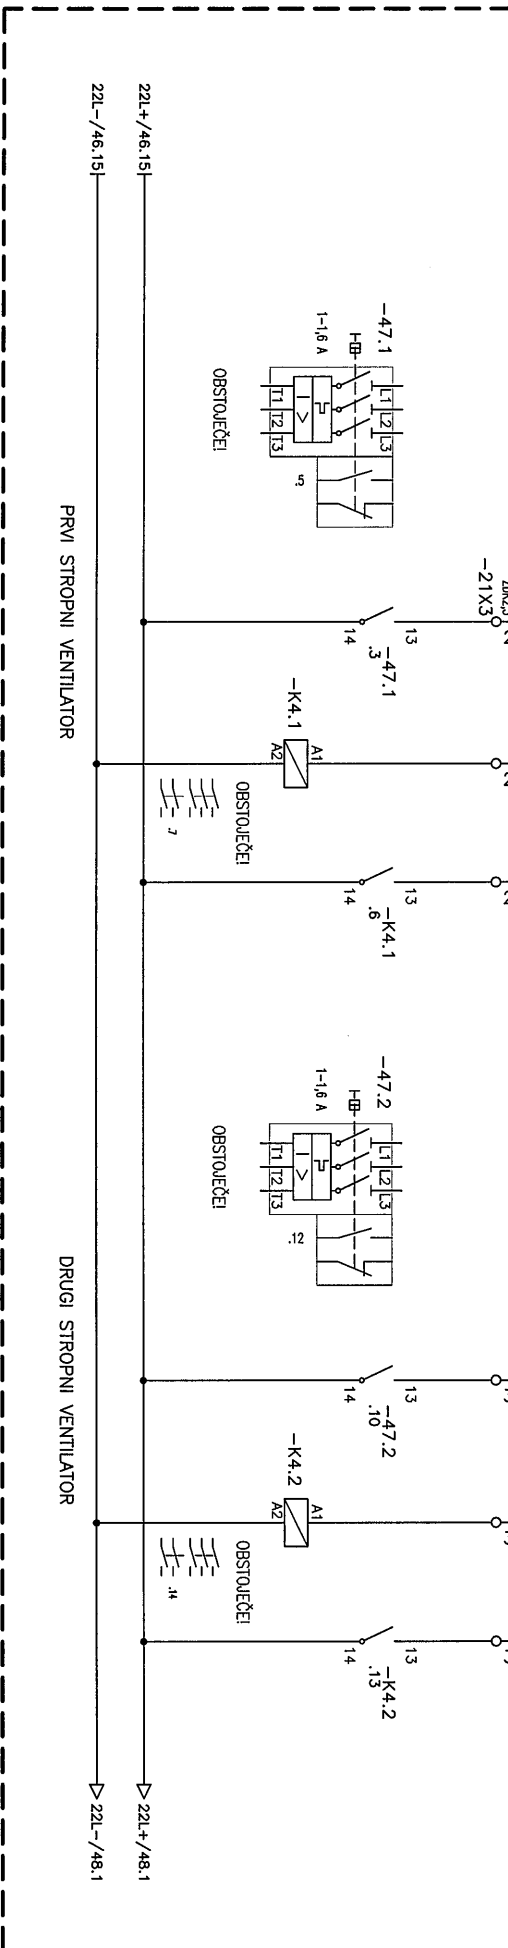 22L-/46.15
22L+/46.15
-47.1
1-1,6 A
L1 L2 L3
T1 T2 T3
I>
.5
OBSTOJEČE!
PRVI STROPNI VENTILATOR
-21X3
13
14
-47.1
.3
-K4.1
A1
A2
OBSTOJEČE!
.7
13
14
-K4.1
.6
-47.2
1-1,6 A
L1 L2 L3
T1 T2 T3
I>
.12
OBSTOJEČE!
DRUGI STROPNI VENTILATOR
13
14
-47.2
.10
-K4.2
A1
A2
OBSTOJEČE!
.14
13
14
-K4.2
.13
22L+/48.1
22L-/48.1